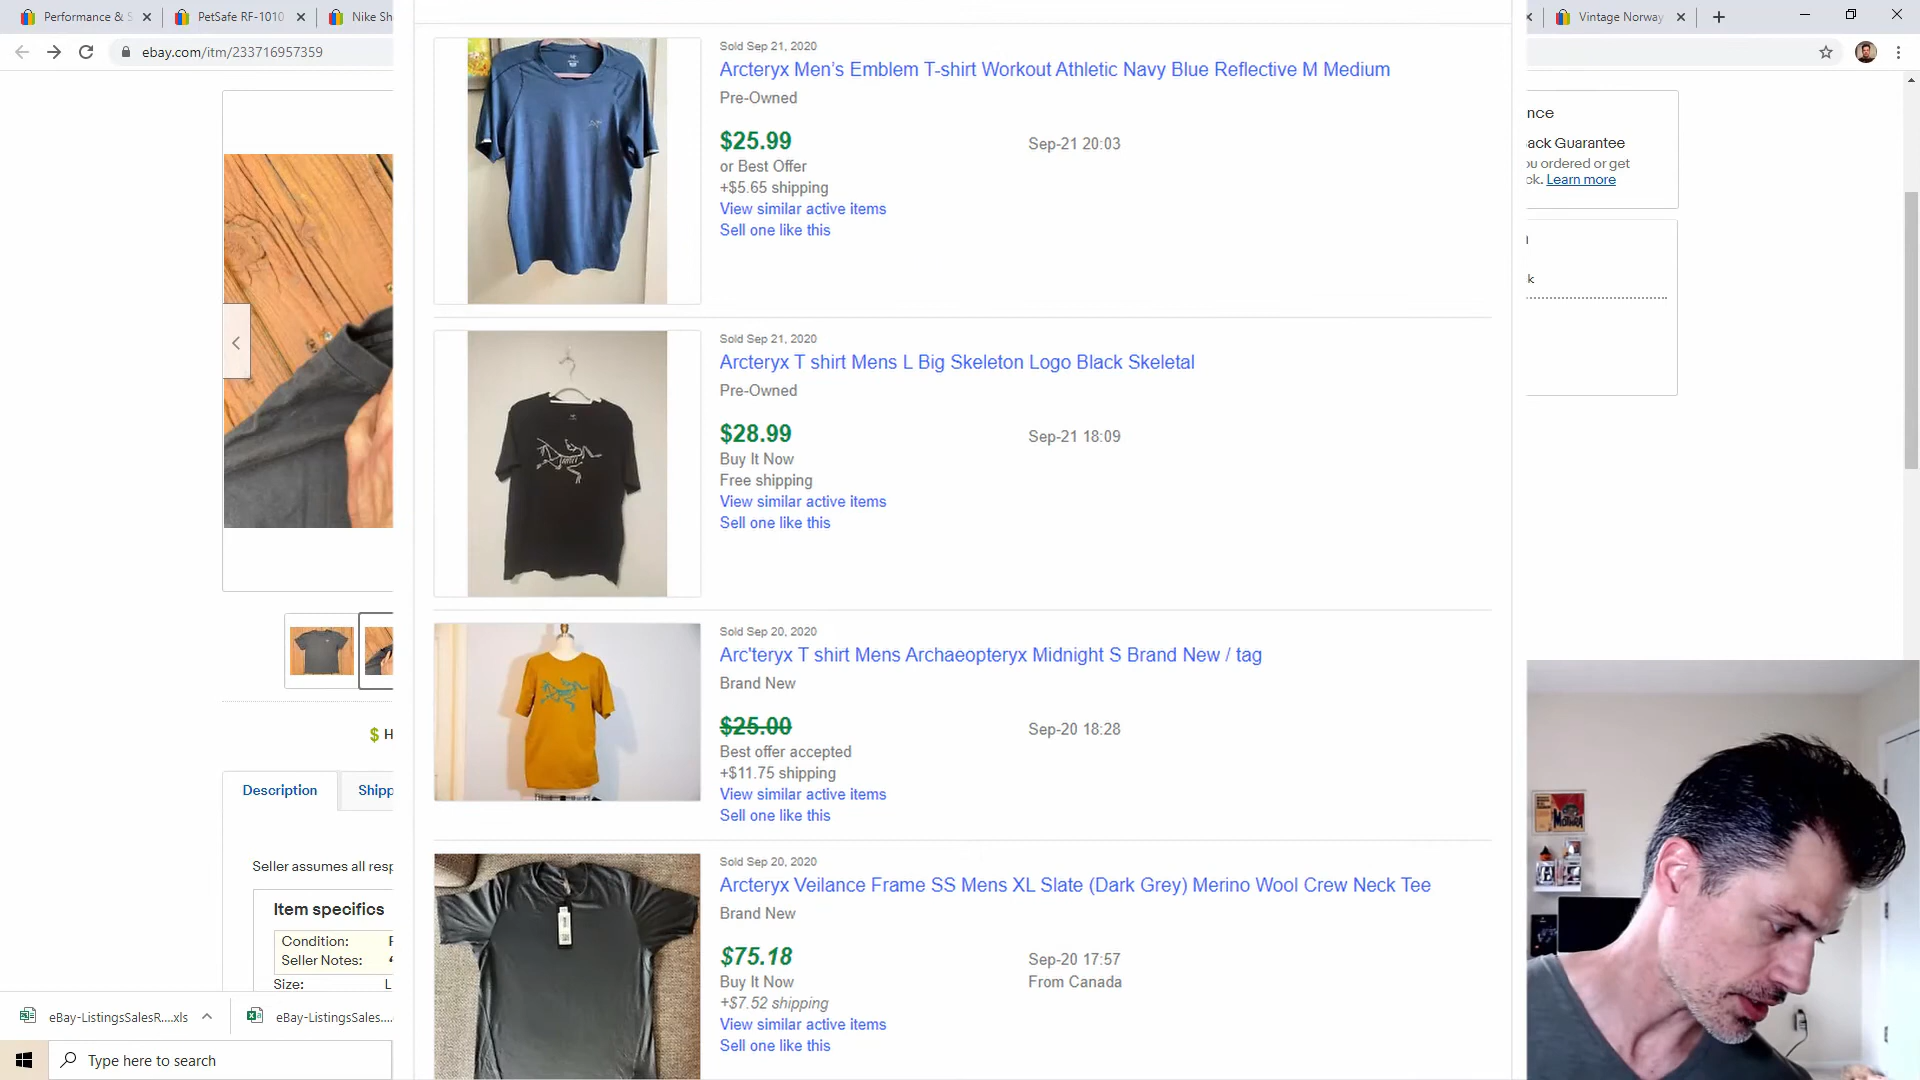 Performance & S
PetSafe RF-1010
Nike Sh
Vintage Norway
ebay.com/itm/233716957359
Sold Sep 21, 2020
Arcteryx Men's Emblem T-shirt Workout Athletic Navy Blue Reflective M Medium
Pre-Owned
$25.99
Sep-21 20:03
or Best Offer
+$5.65 shipping
View similar active items
Sell one like this
nce
ack Guarantee
ou ordered or get
ck. Learn more
k
Sold Sep 21, 2020
Arcteryx T shirt Mens L Big Skeleton Logo Black Skeletal
Pre-Owned
$28.99
Sep-21 18:09
Buy It Now
Free shipping
View similar active items
Sell one like this
Sold Sep 20, 2020
Arc'teryx T shirt Mens Archaeopteryx Midnight S Brand New / tag
Brand New
$25.00
Sep-20 18:28
Best offer accepted
+$11.75 shipping
View similar active items
Sell one like this
Sold Sep 20, 2020
Arcteryx Veilance Frame SS Mens XL Slate (Dark Grey) Merino Wool Crew Neck Tee
Brand New
$75.18
Sep-20 17:57
Buy It Now
From Canada
+$7.52 shipping
View similar active items
Sell one like this
$ H
Description
Shipp
Seller assumes all resp
Item specifics
Condition: P
Seller Notes: “
Size: L
eBay-ListingsSalesR....xls
eBay-ListingsSales....
Type here to search